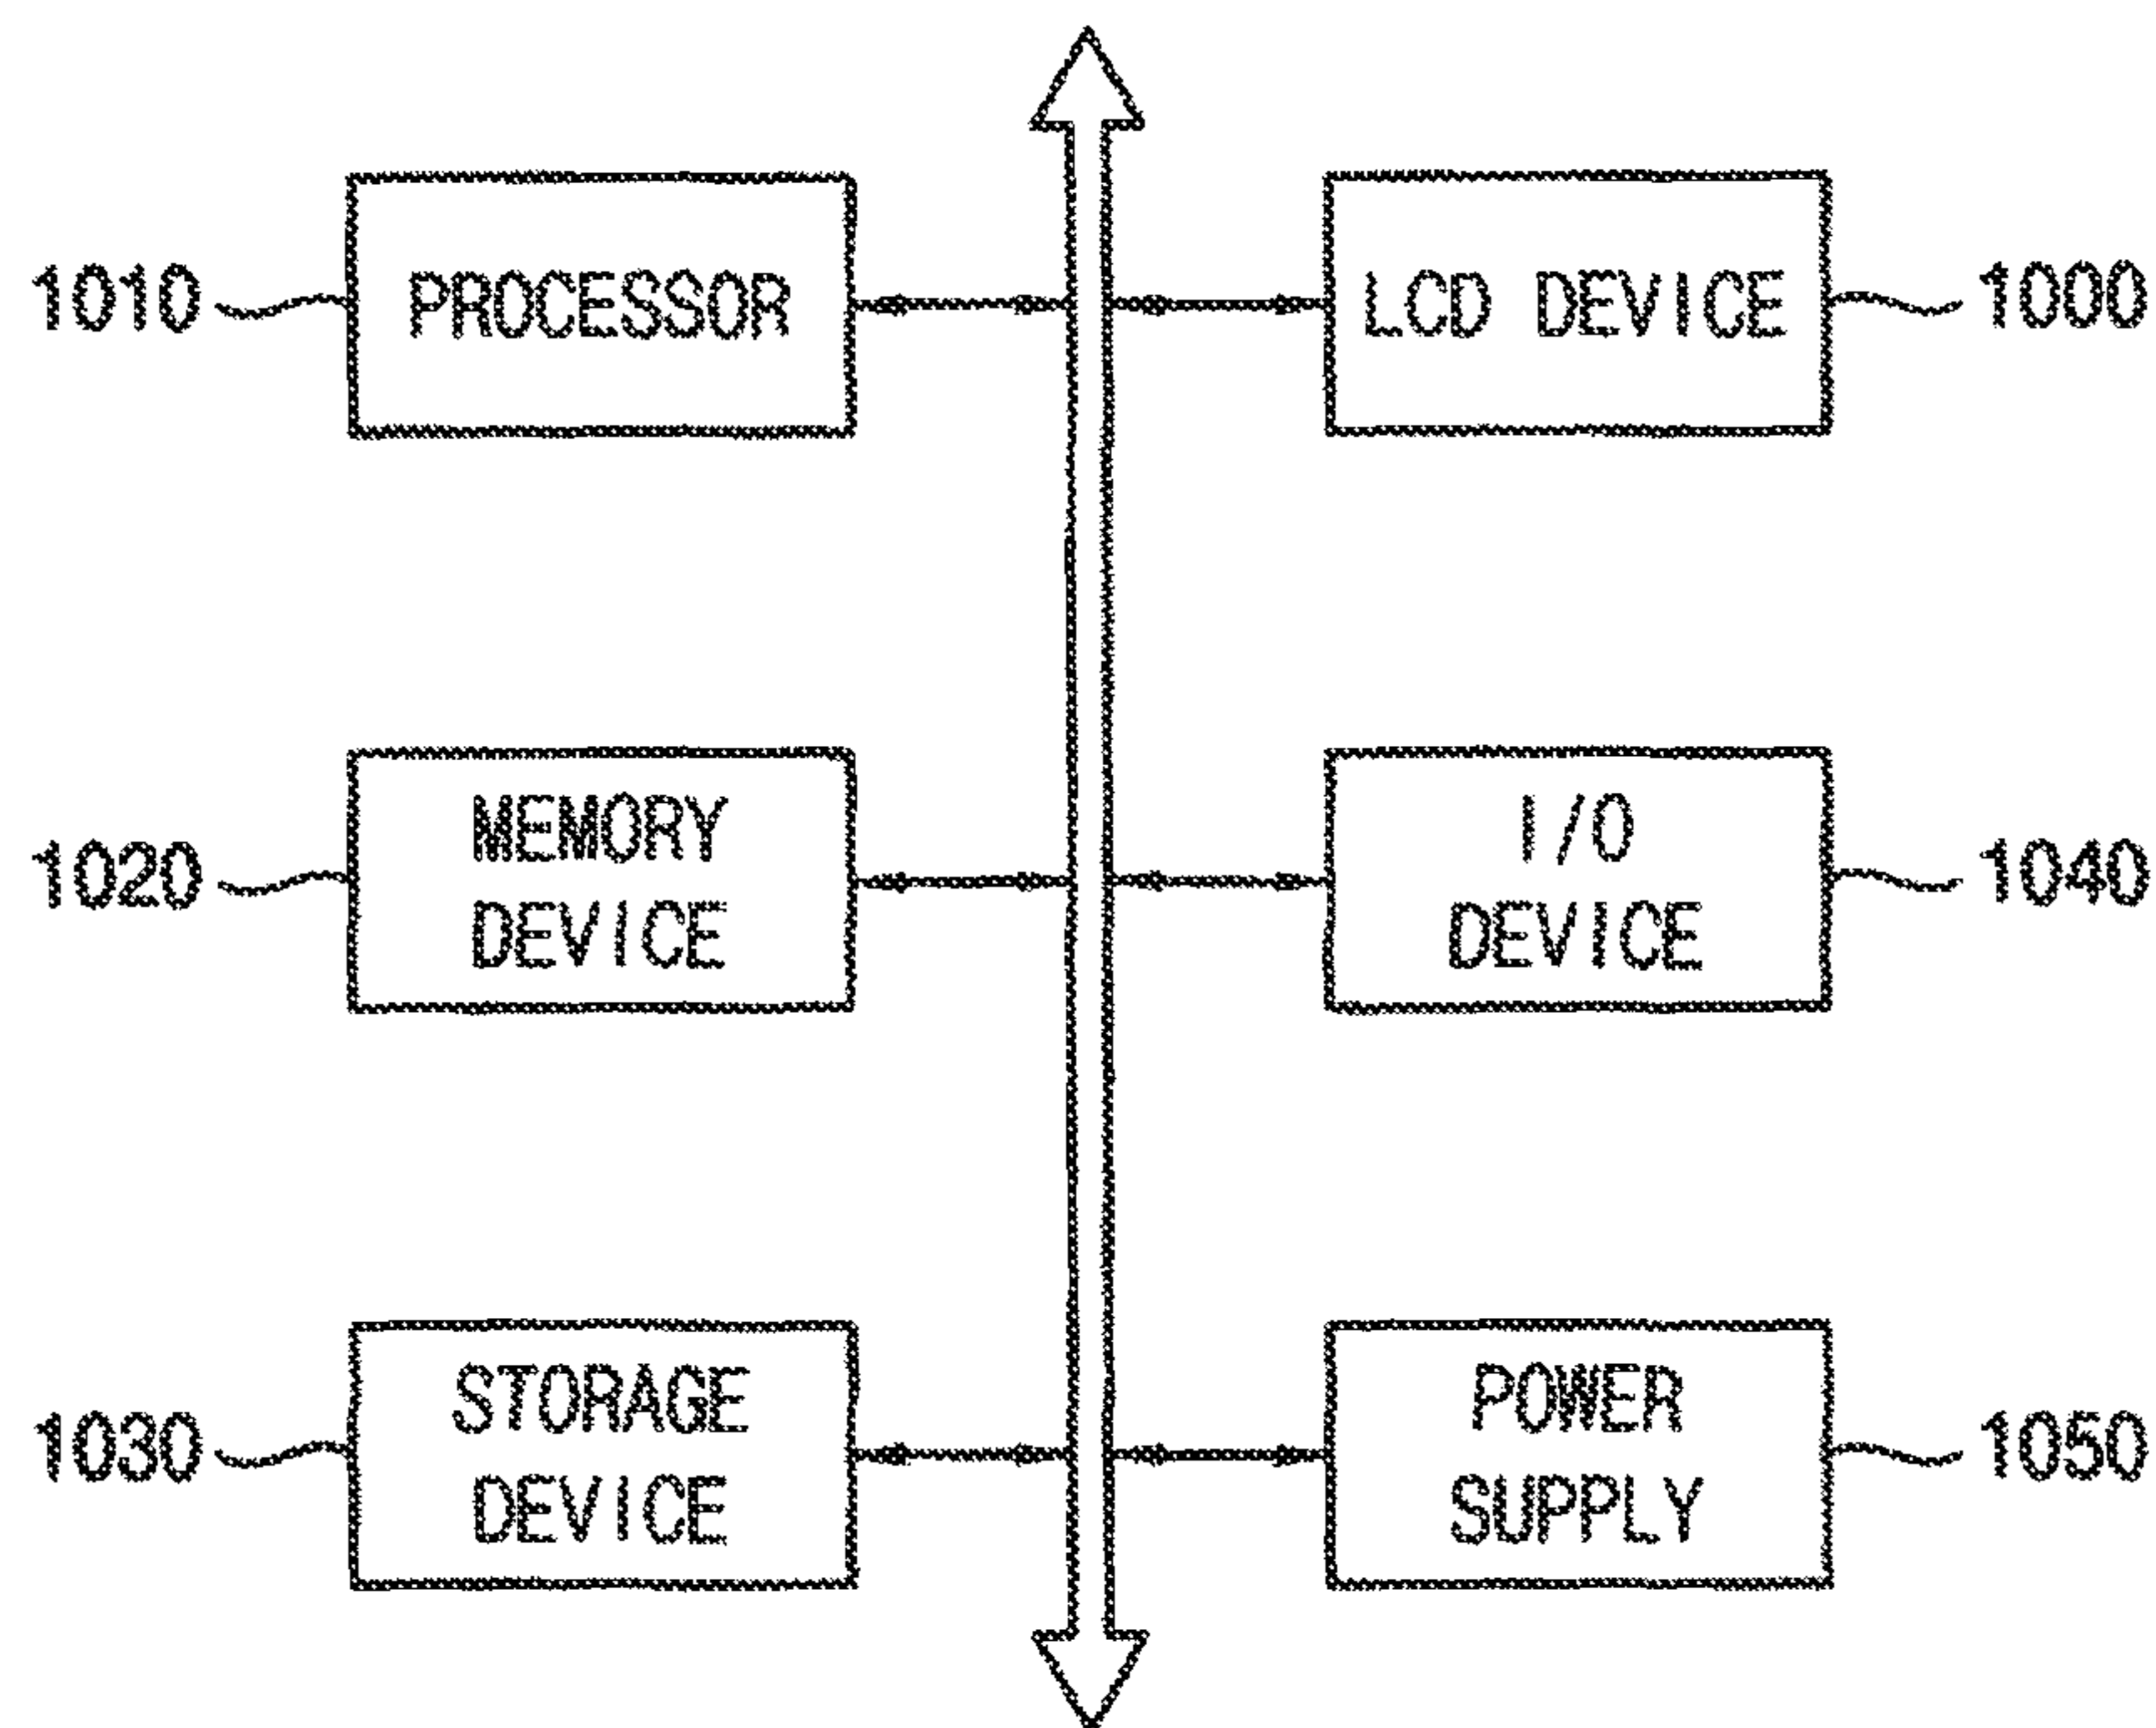 1010 PROCESSOR LCD DEVICE 1000
MEMORY
DEVICE
1020
I/O
DEVICE
1040
STORAGE
DEVICE
1030
POWER
SUPPLY
1050